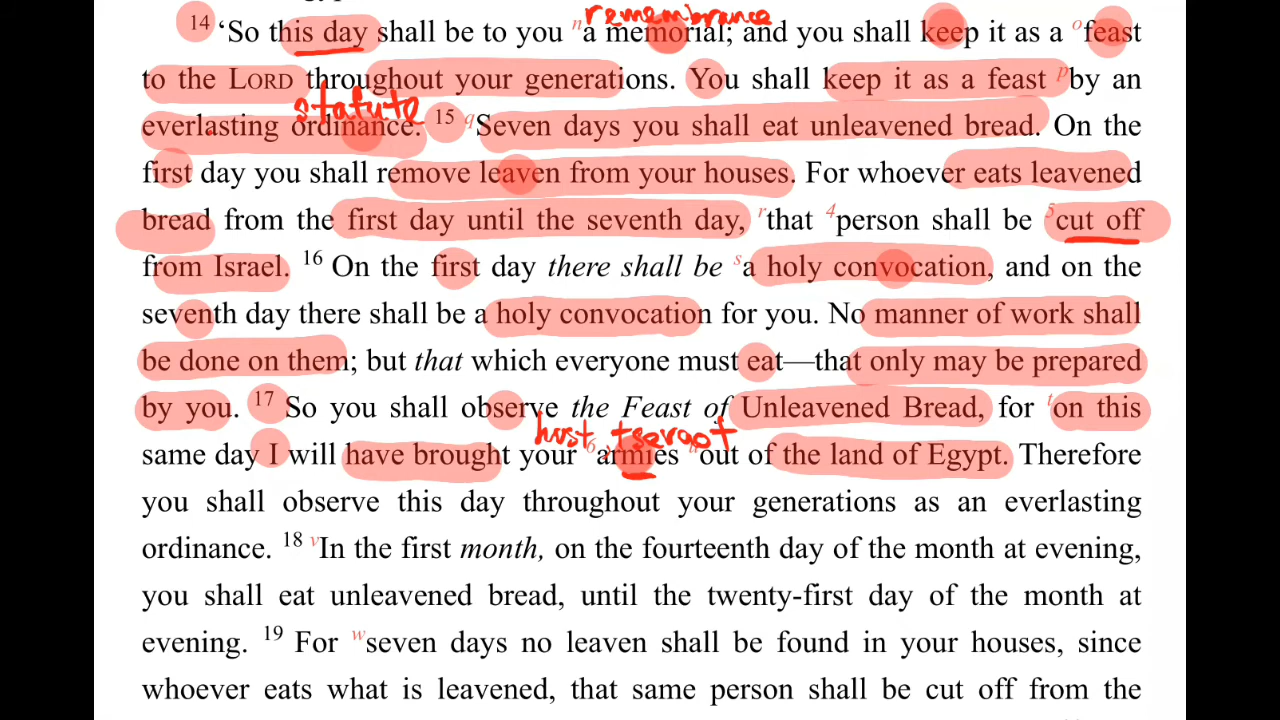 remembrance
14 ‘So this day shall be to you n a memorial; and you shall keep it as a o feast
to the LORD throughout your generations. You shall keep it as a feast p by an
statute
everlasting ordinance. 15 q Seven days you shall eat unleavened bread. On the
first day you shall remove leaven from your houses. For whoever eats leavened
bread from the first day until the seventh day, r that 4 person shall be 5 cut off
from Israel. 16 On the first day there shall be s a holy convocation, and on the
seventh day there shall be a holy convocation for you. No manner of work shall
be done on them; but that which everyone must eat—that only may be prepared
by you. 17 So you shall observe the Feast of Unleavened Bread, for t on this
host, tsevaot
same day I will have brought your 6 armies u out of the land of Egypt. Therefore
you shall observe this day throughout your generations as an everlasting
ordinance. 18 v In the first month, on the fourteenth day of the month at evening,
you shall eat unleavened bread, until the twenty-first day of the month at
evening. 19 For w seven days no leaven shall be found in your houses, since
whoever eats what is leavened, that same person shall be cut off from the